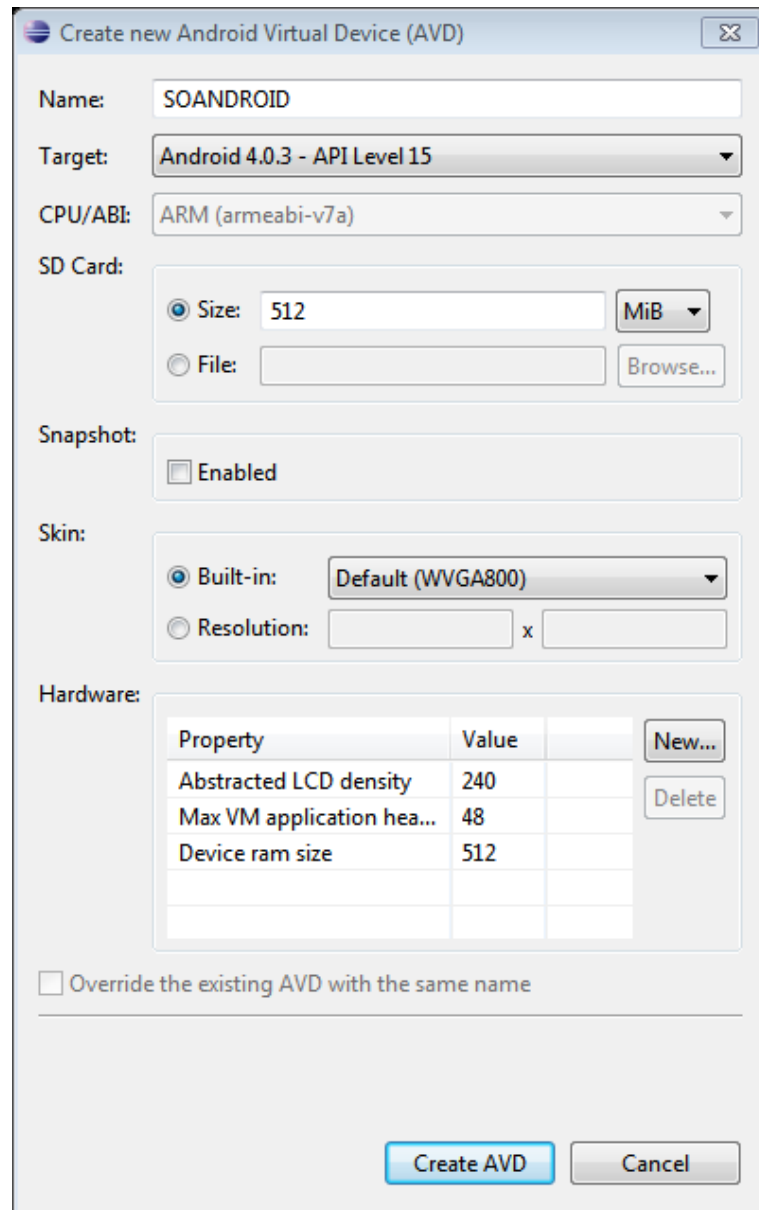 Create new Android Virtual Device (AVD)
Name: SOANDROID
Target: Android 4.0.3 - API Level 15
CPU/ABI: ARM (armeabi-v7a)
SD Card:
Size: 512 MiB
File: Browse...
Snapshot:
Enabled
Skin:
Built-in: Default (WVGA800)
Resolution: x
Hardware:
Property Value New...
Abstracted LCD density 240
Delete
Max VM application hea... 48
Device ram size 512
Override the existing AVD with the same name
Create AVD Cancel